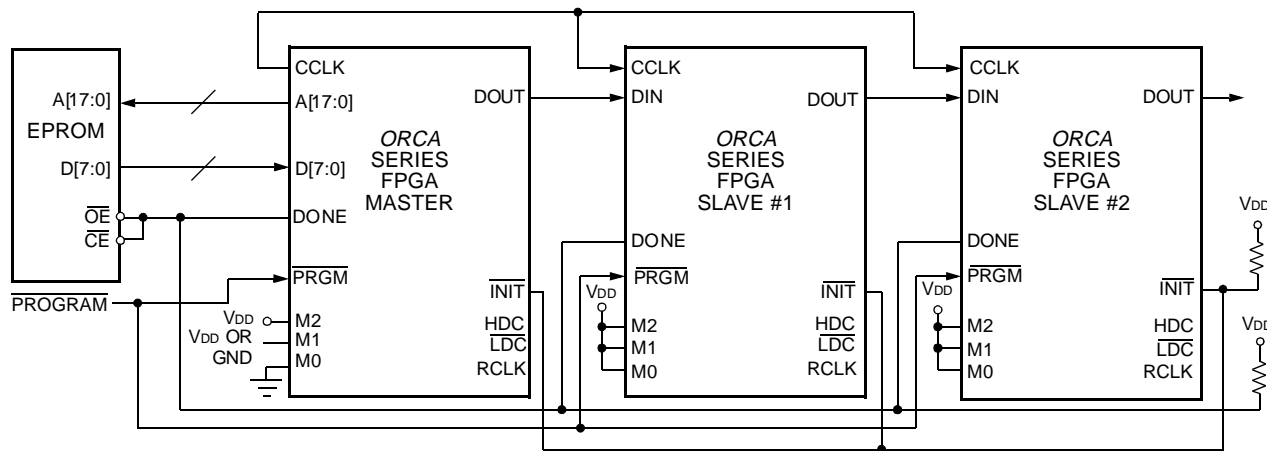 A[17:0]
EPROM
D[7:0]
OE
CE
PROGRAM
CCLK
A[17:0]
DOUT
ORCA
SERIES
FPGA
MASTER
D[7:0]
DONE
PRGM
INIT
VDD
M2
HDC
VDD OR
GND
M1
LDC
M0
RCLK
CCLK
DIN
DOUT
ORCA
SERIES
FPGA
SLAVE #1
DONE
PRGM
VDD
INIT
M2
HDC
M1
LDC
M0
RCLK
CCLK
DIN
DOUT
ORCA
SERIES
FPGA
SLAVE #2
DONE
PRGM
VDD
INIT
M2
HDC
M1
LDC
M0
RCLK
VDD
VDD